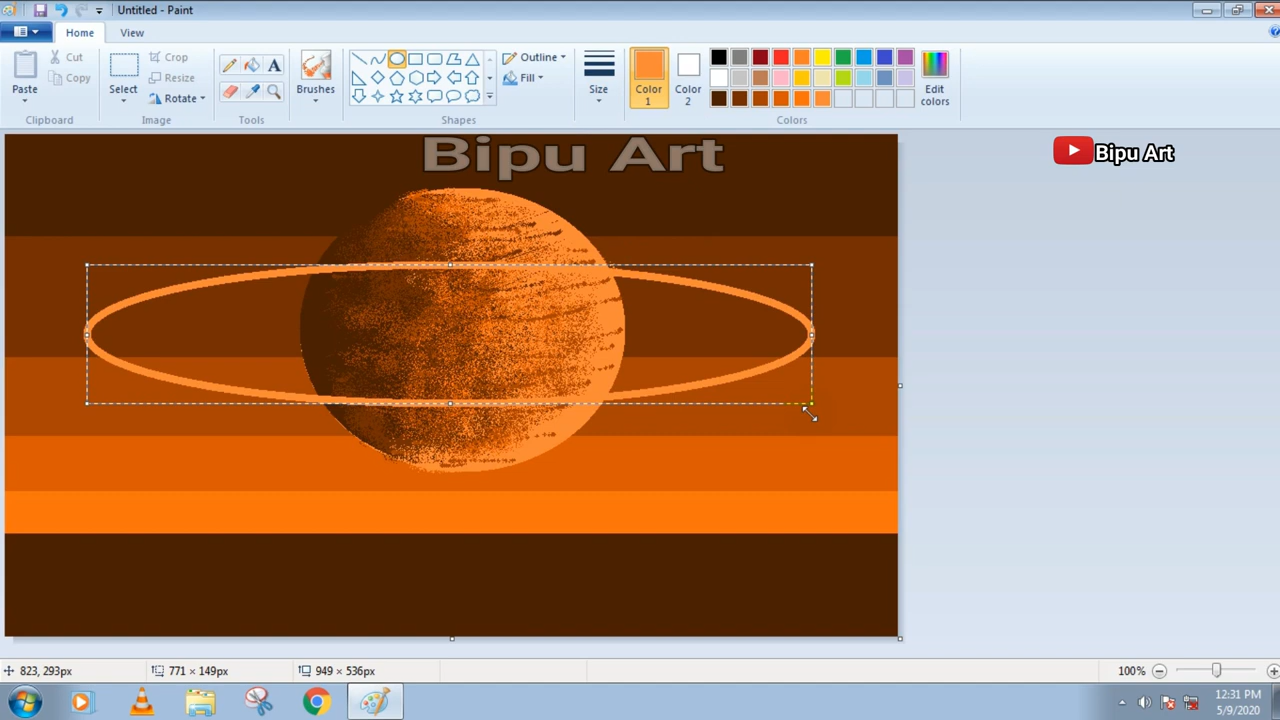 Untitled - Paint
Home
View
Paste
Cut
Copy
Clipboard
Select
Crop
Resize
Rotate
Image
Tools
Brushes
Outline
Fill
Shapes
Size
Color 1
Color 2
Edit colors
Colors
Bipu Art
Bipu Art
823, 293px
771 × 149px
949 × 536px
100%
12:31 PM
5/9/2020